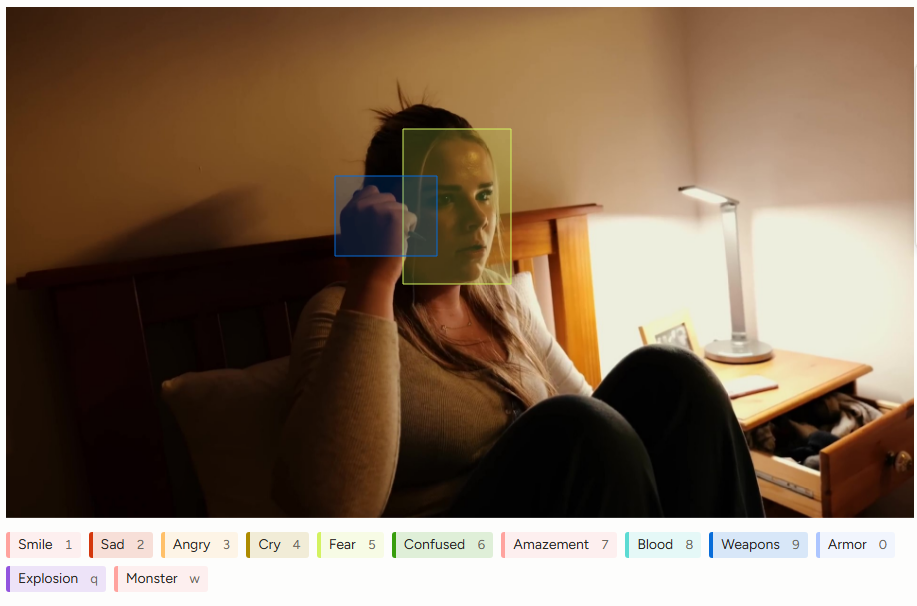 Smile 1 Sad 2 Angry 3 Cry 4 Fear 5 Confused 6 Amazement 7 Blood 8 Weapons 9 Armor 0
Explosion q Monster w